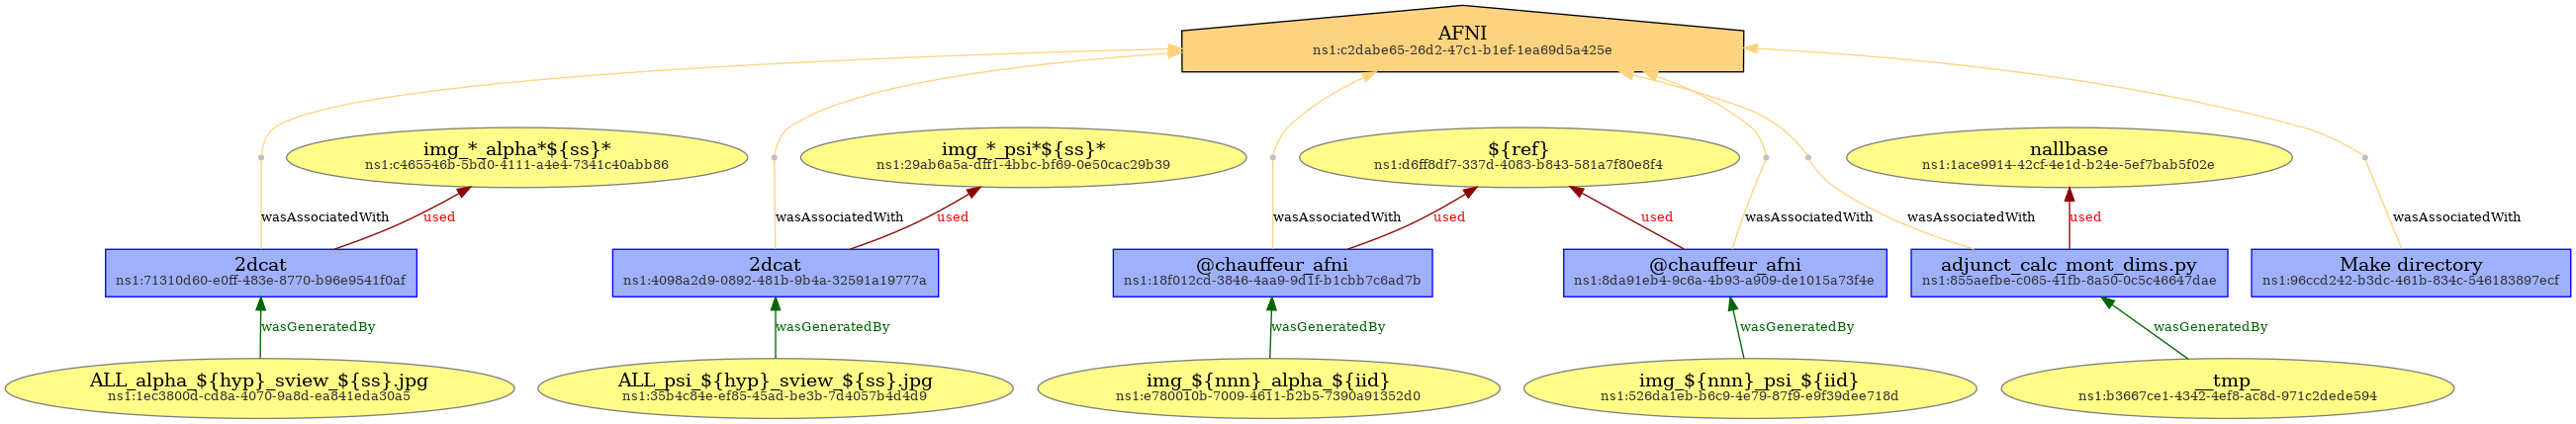 AFNI
ns1:c2dabe65-26d2-47c1-b1ef-1ea69d5a425e
img_*_alpha*${ss}*
ns1:c465546b-5bd0-4111-a4e4-7341c40abb86
img_*_psi*${ss}*
ns1:29ab6a5a-dff1-4bbc-bf69-0e50cac29b39
${ref}
ns1:d6ff8df7-337d-4083-b843-581a7f80e8f4
nallbase
ns1:1ace9914-42cf-4e1d-b24e-5ef7bab5f02e
wasAssociatedWith
used
wasAssociatedWith
used
wasAssociatedWith
used
used
wasAssociatedWith
wasAssociatedWith
used
wasAssociatedWith
2dcat
ns1:71310d60-e0ff-483e-8770-b96e9541f0af
2dcat
ns1:4098a2d9-0892-481b-9b4a-32591a19777a
@chauffeur_afni
ns1:18f012cd-3846-4aa9-9d1f-b1cbb7c6ad7b
@chauffeur_afni
ns1:8da91eb4-9c6a-4b93-a909-de1015a73f4e
adjunct_calc_mont_dims.py
ns1:855aefbe-c065-41fb-8a50-0c5c46647dae
Make directory
ns1:96ccd242-b3dc-461b-834c-546183897ecf
wasGeneratedBy
wasGeneratedBy
wasGeneratedBy
wasGeneratedBy
wasGeneratedBy
ALL_alpha_${hyp}_sview_${ss}.jpg
ns1:1ec3800d-cd8a-4070-9a8d-ea841eda30a5
ALL_psi_${hyp}_sview_${ss}.jpg
ns1:35b4c84e-ef85-45ad-be3b-7d4057b4d4d9
img_${nnn}_alpha_${iid}
ns1:e780010b-7009-4611-b2b5-7390a91352d0
img_${nnn}_psi_${iid}
ns1:526da1eb-b6c9-4e79-87f9-e9f39dee718d
__tmp_
ns1:b3667ce1-4342-4ef8-ac8d-971c2dede594